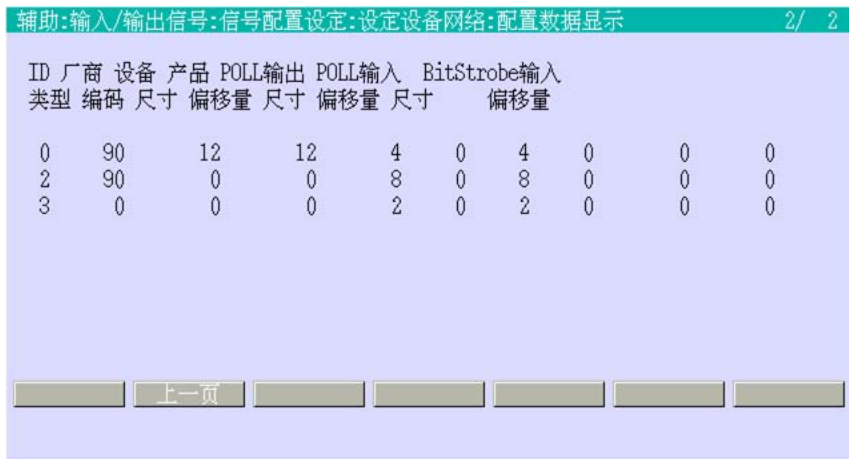 辅助:输入/输出信号:信号配置设定:设定设备网络:配置数据显示 2/ 2
ID 厂商 设备 产品 POLL输出 POLL输入 BitStrobe输入
类型 编码 尺寸 偏移量 尺寸 偏移量 尺寸 偏移量
0 90 12 12 4 0 4 0 0 0
2 90 0 0 8 0 8 0 0 0
3 0 0 0 2 0 2 0 0 0
上一页